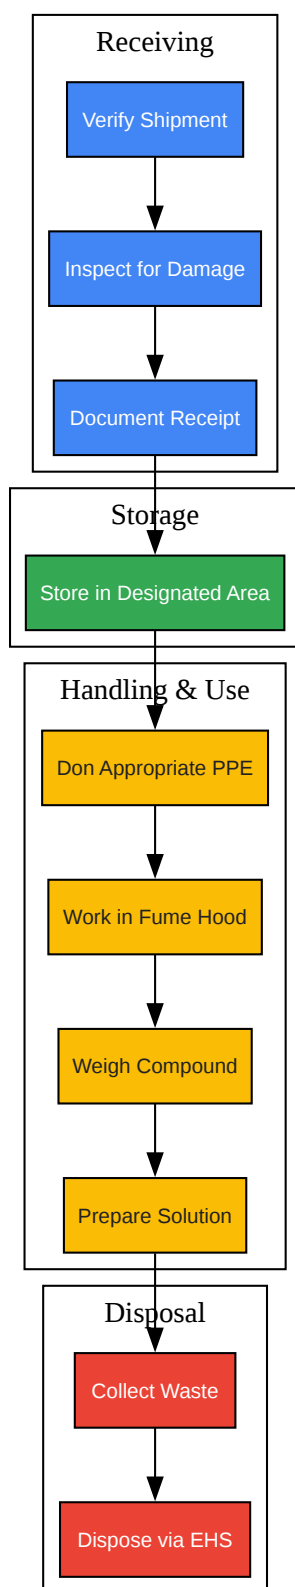 Receiving
Verify Shipment
Inspect for Damage
Document Receipt
Storage
Store in Designated Area
Handling & Use
Don Appropriate PPE
Work in Fume Hood
Weigh Compound
Prepare Solution
Disposal
Collect Waste
Dispose via EHS